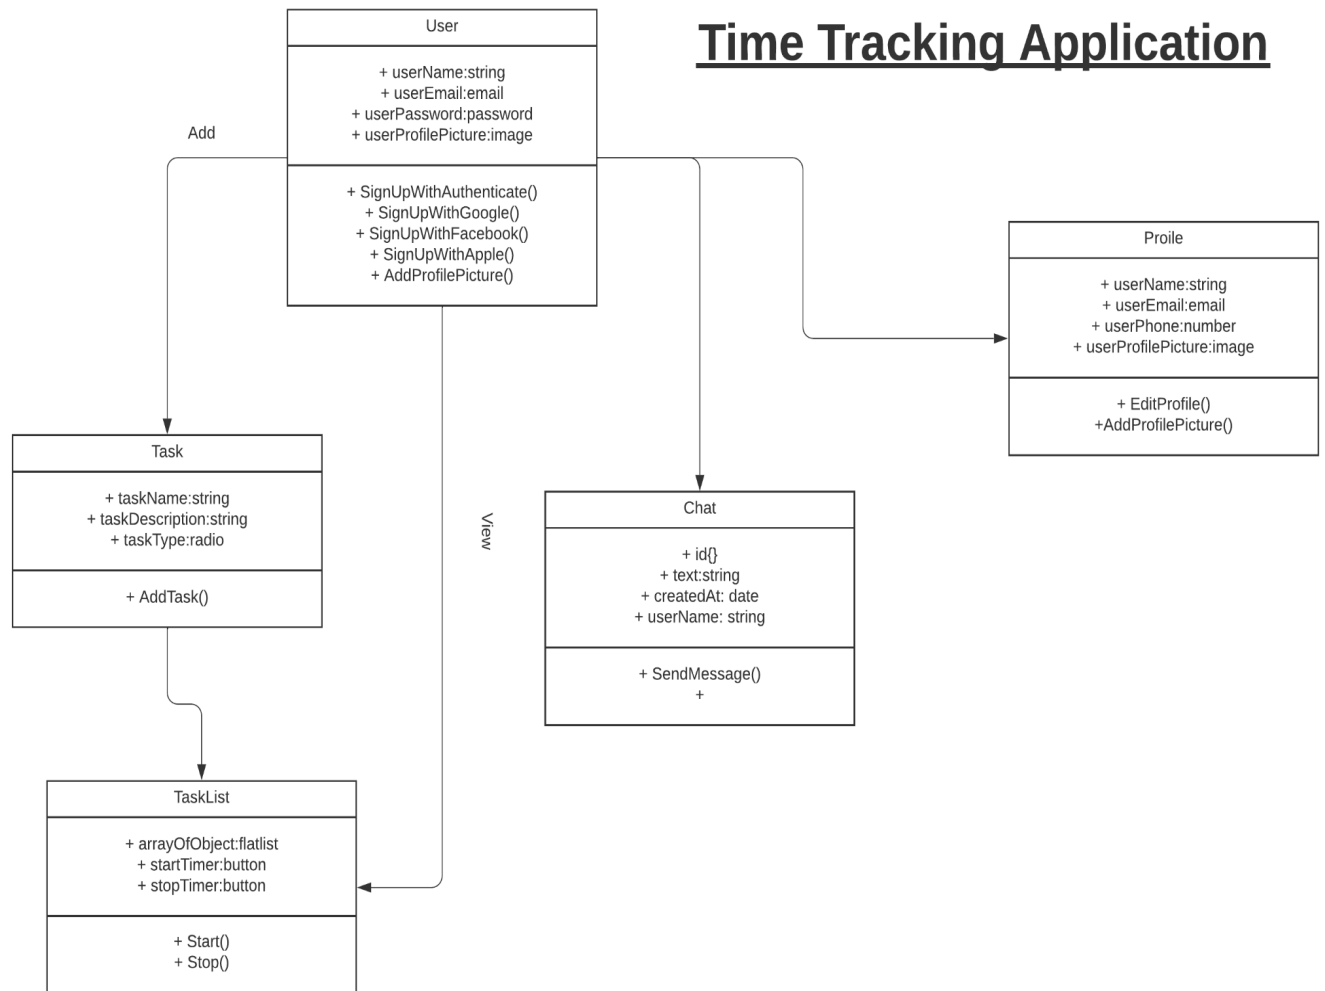 Time Tracking Application
User
+ userName:string
+ userEmail:email
+ userPassword:password
+ userProfilePicture:image
+ SignUpWithAuthenticate()
+ SignUpWithGoogle()
+ SignUpWithFacebook()
+ SignUpWithApple()
+ AddProfilePicture()
Add
Proile
+ userName:string
+ userEmail:email
+ userPhone:number
+ userProfilePicture:image
+ EditProfile()
+AddProfilePicture()
Task
+ taskName:string
+ taskDescription:string
+ taskType:radio
+ AddTask()
View
Chat
+ id{}
+ text:string
+ createdAt: date
+ userName: string
+ SendMessage()
+
TaskList
+ arrayOfObject:flatlist
+ startTimer:button
+ stopTimer:button
+ Start()
+ Stop()